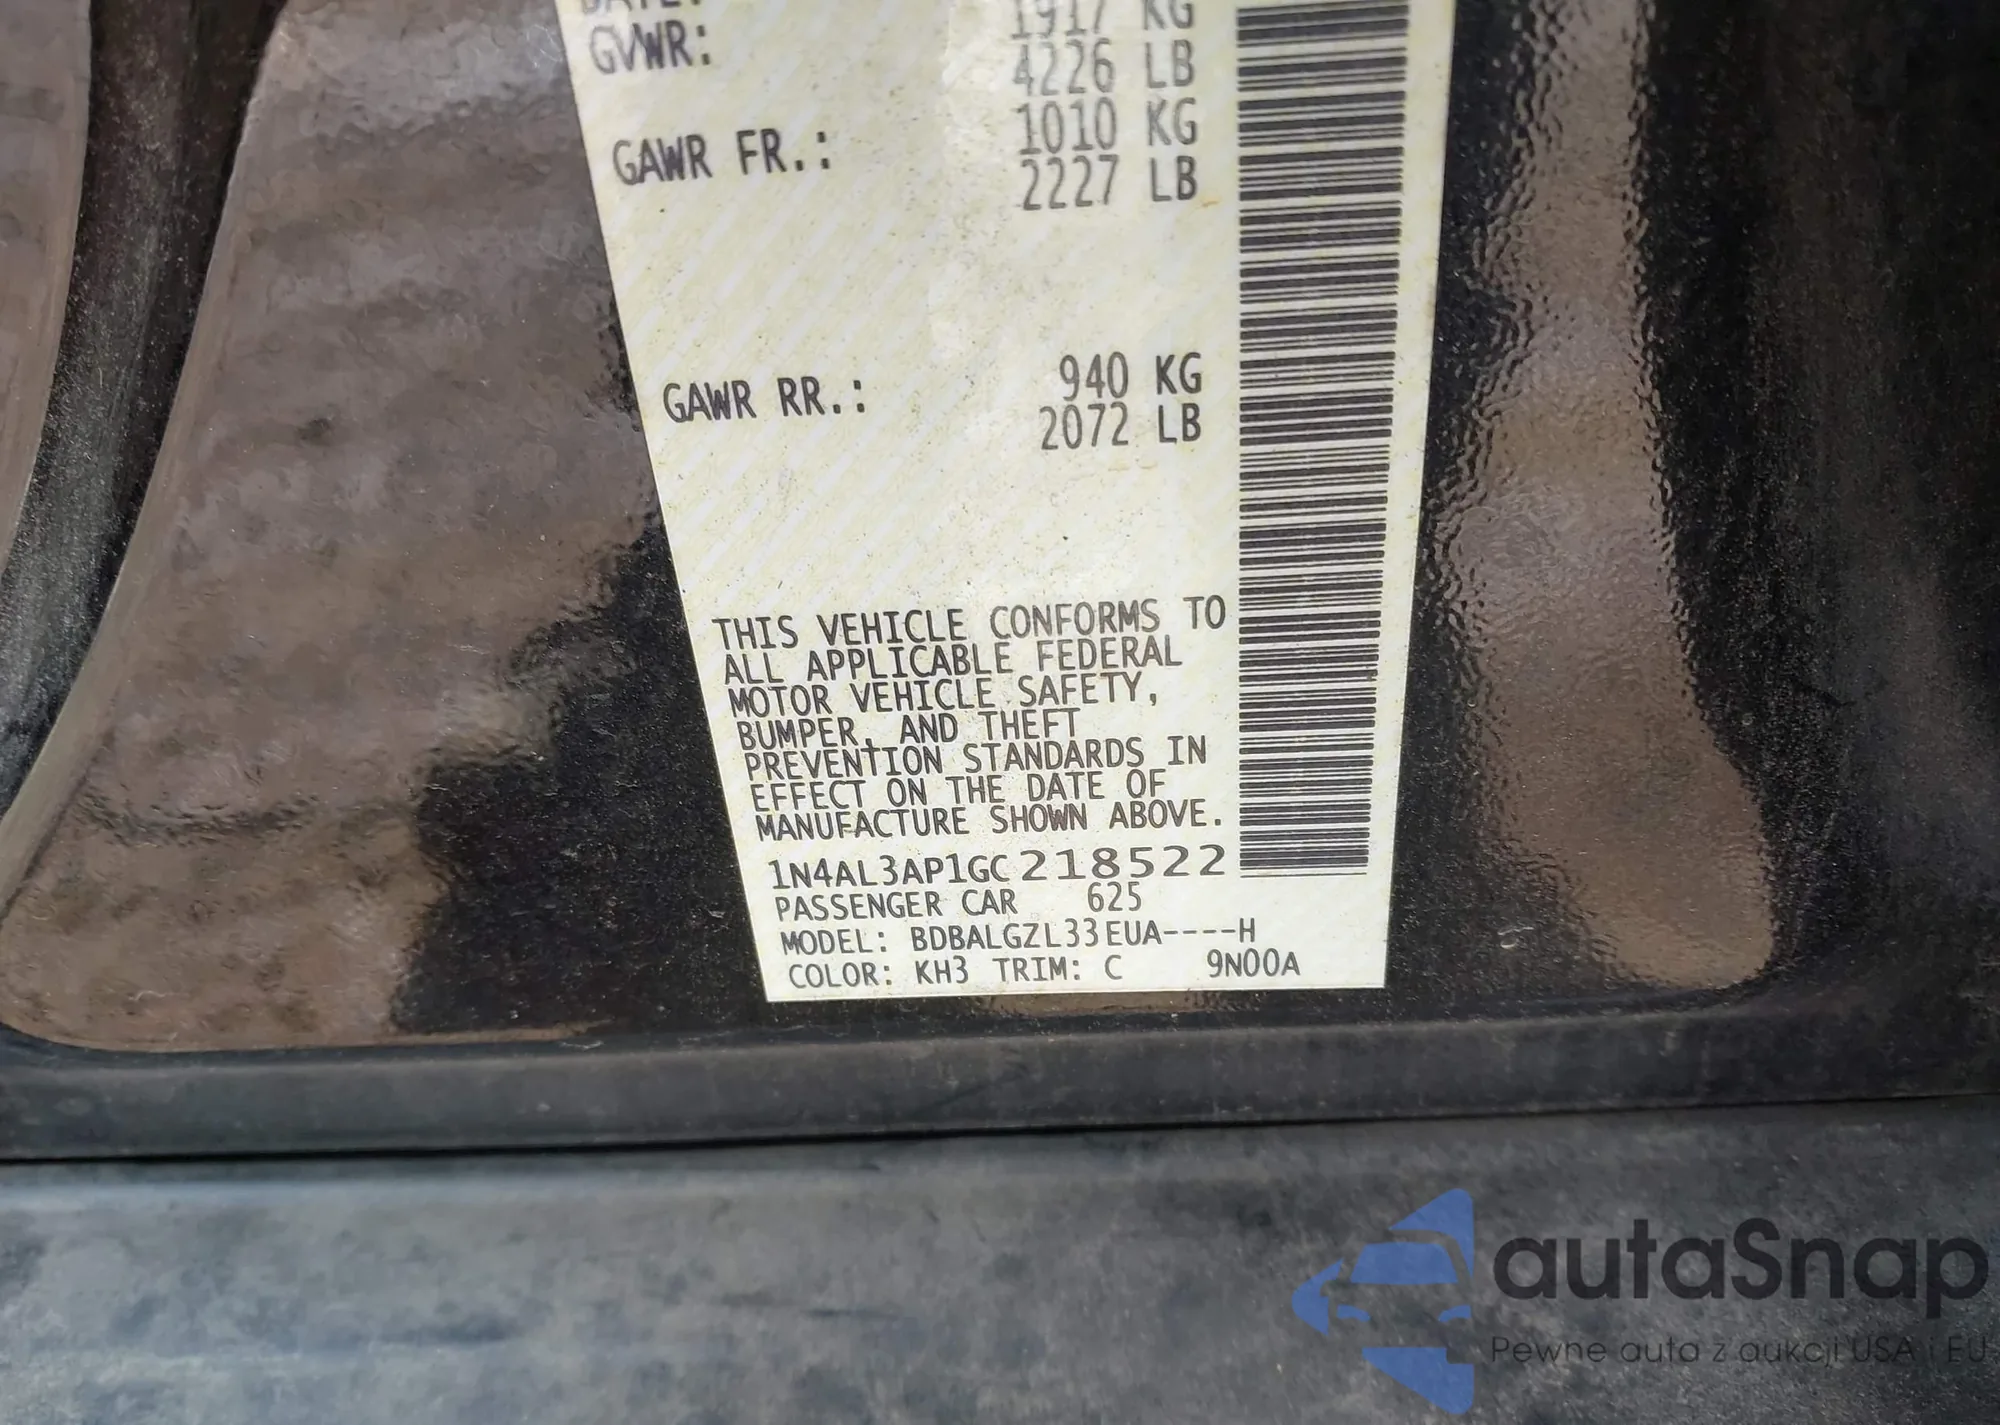 DATE:
1917 KG
GVWR:
4226 LB
1010 KG
GAWR FR.:
2227 LB
940 KG
GAWR RR.:
2072 LB
THIS VEHICLE CONFORMS TO
ALL APPLICABLE FEDERAL
MOTOR VEHICLE SAFETY,
BUMPER, AND THEFT
PREVENTION STANDARDS IN
EFFECT ON THE DATE OF
MANUFACTURE SHOWN ABOVE.
1N4AL3AP1GC218522
PASSENGER CAR 625
MODEL: BDBALGZL33EUA----H
COLOR: KH3 TRIM: C 9N00A
autaSnap
Pewne auta z aukcji USA i EU